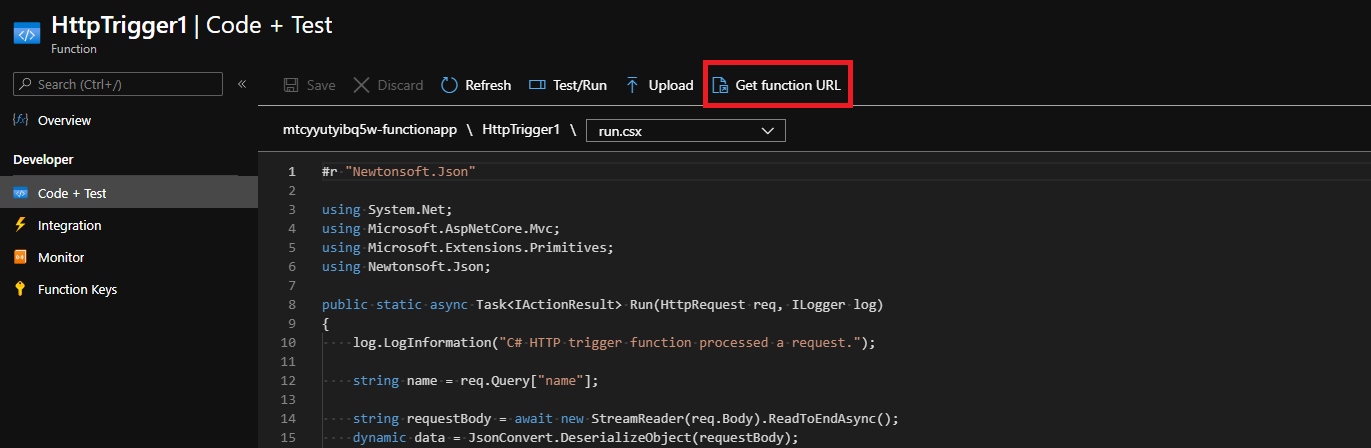 HttpTrigger1 | Code + Test
Function
Search (Ctrl+/)
«
Save
Discard
Refresh
Test/Run
Upload
Get function URL
Overview
Developer
Code + Test
Integration
Monitor
Function Keys
mtcyyutyibq5w-functionapp \ HttpTrigger1 \ run.csx
1 #r "Newtonsoft.Json"
2
3 using System.Net;
4 using Microsoft.AspNetCore.Mvc;
5 using Microsoft.Extensions.Primitives;
6 using Newtonsoft.Json;
7
8 public static async Task<IActionResult> Run(HttpRequest req, ILogger log)
9 {
10     log.LogInformation("C# HTTP trigger function processed a request.");
11
12     string name = req.Query["name"];
13
14     string requestBody = await new StreamReader(req.Body).ReadToEndAsync();
15     dynamic data = JsonConvert.DeserializeObject(requestBody);